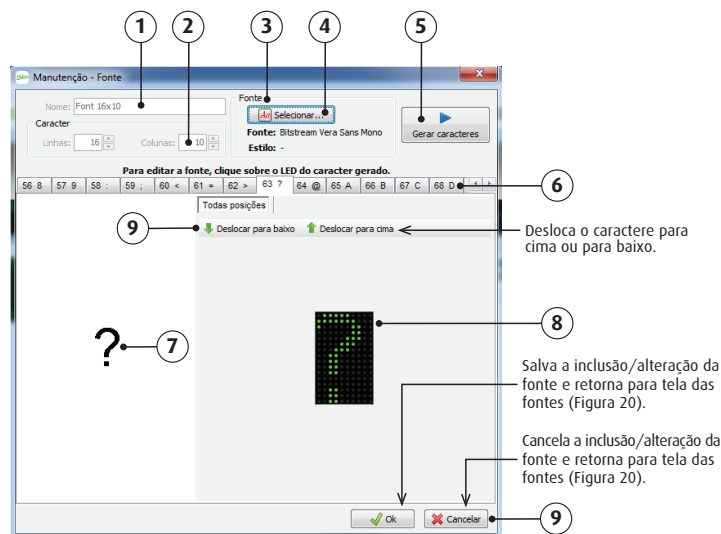 1 2 3 4 5
Manutenção - Fonte
Nome: Font 16x10
Caracter
Linhas: 16 Colunas: 10
Fonte
Aa Selecionar...
Fonte: Bitstream Vera Sans Mono
Estilo: -
Gerar caracteres
Para editar a fonte, clique sobre o LED do caracter gerado.
56 8 57 9 58 : 59 ; 60 < 61 = 62 > 63 ? 64 @ 65 A 66 B 67 C 68 D
6
Todas posições
9
Deslocar para baixo Deslocar para cima
Desloca o caractere para
cima ou para baixo.
?
7
?
8
Salva a inclusão/alteração da
fonte e retorna para tela das
fontes (Figura 20).
Cancela a inclusão/alteração da
fonte e retorna para tela das
fontes (Figura 20).
Ok Cancelar
9